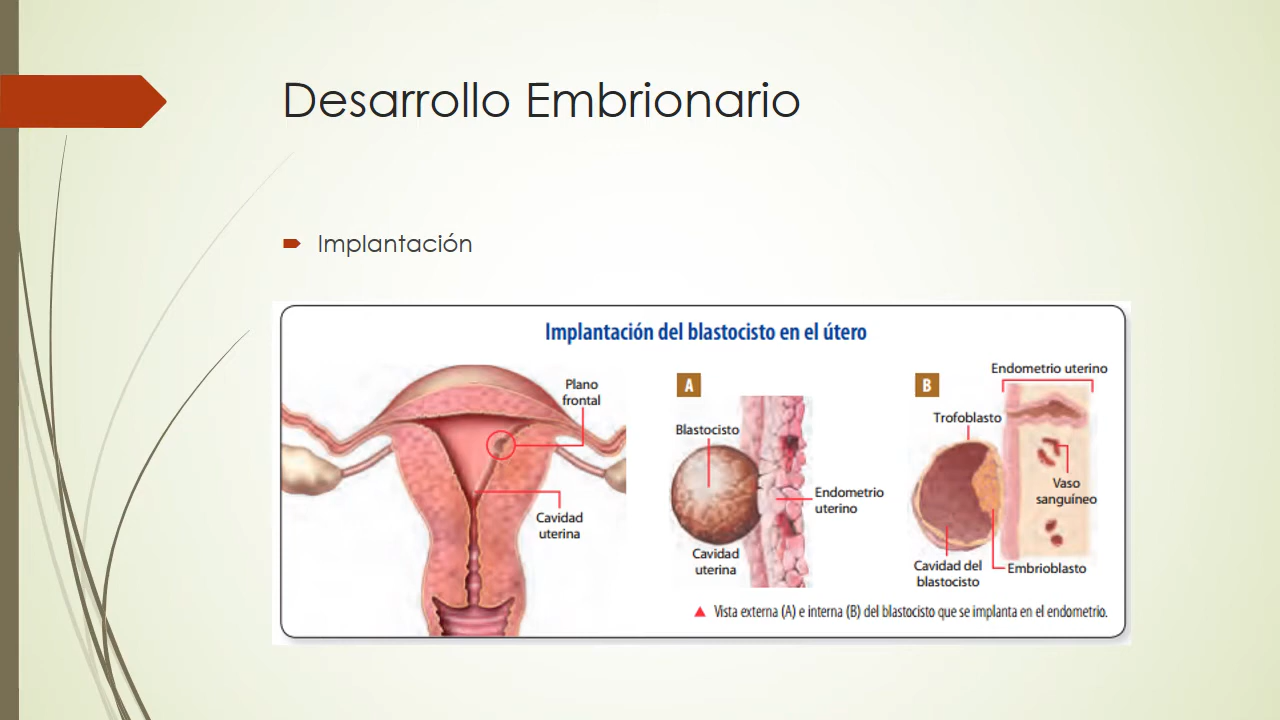 Desarrollo Embrionario
Implantación
Implantación del blastocisto en el útero
Plano
frontal
Cavidad
uterina
A
Blastocisto
Endometrio
uterino
Cavidad
uterina
B
Endometrio uterino
Trofoblasto
Vaso
sanguíneo
Cavidad del
blastocisto
Embrioblasto
Vista externa (A) e interna (B) del blastocisto que se implanta en el endometrio.